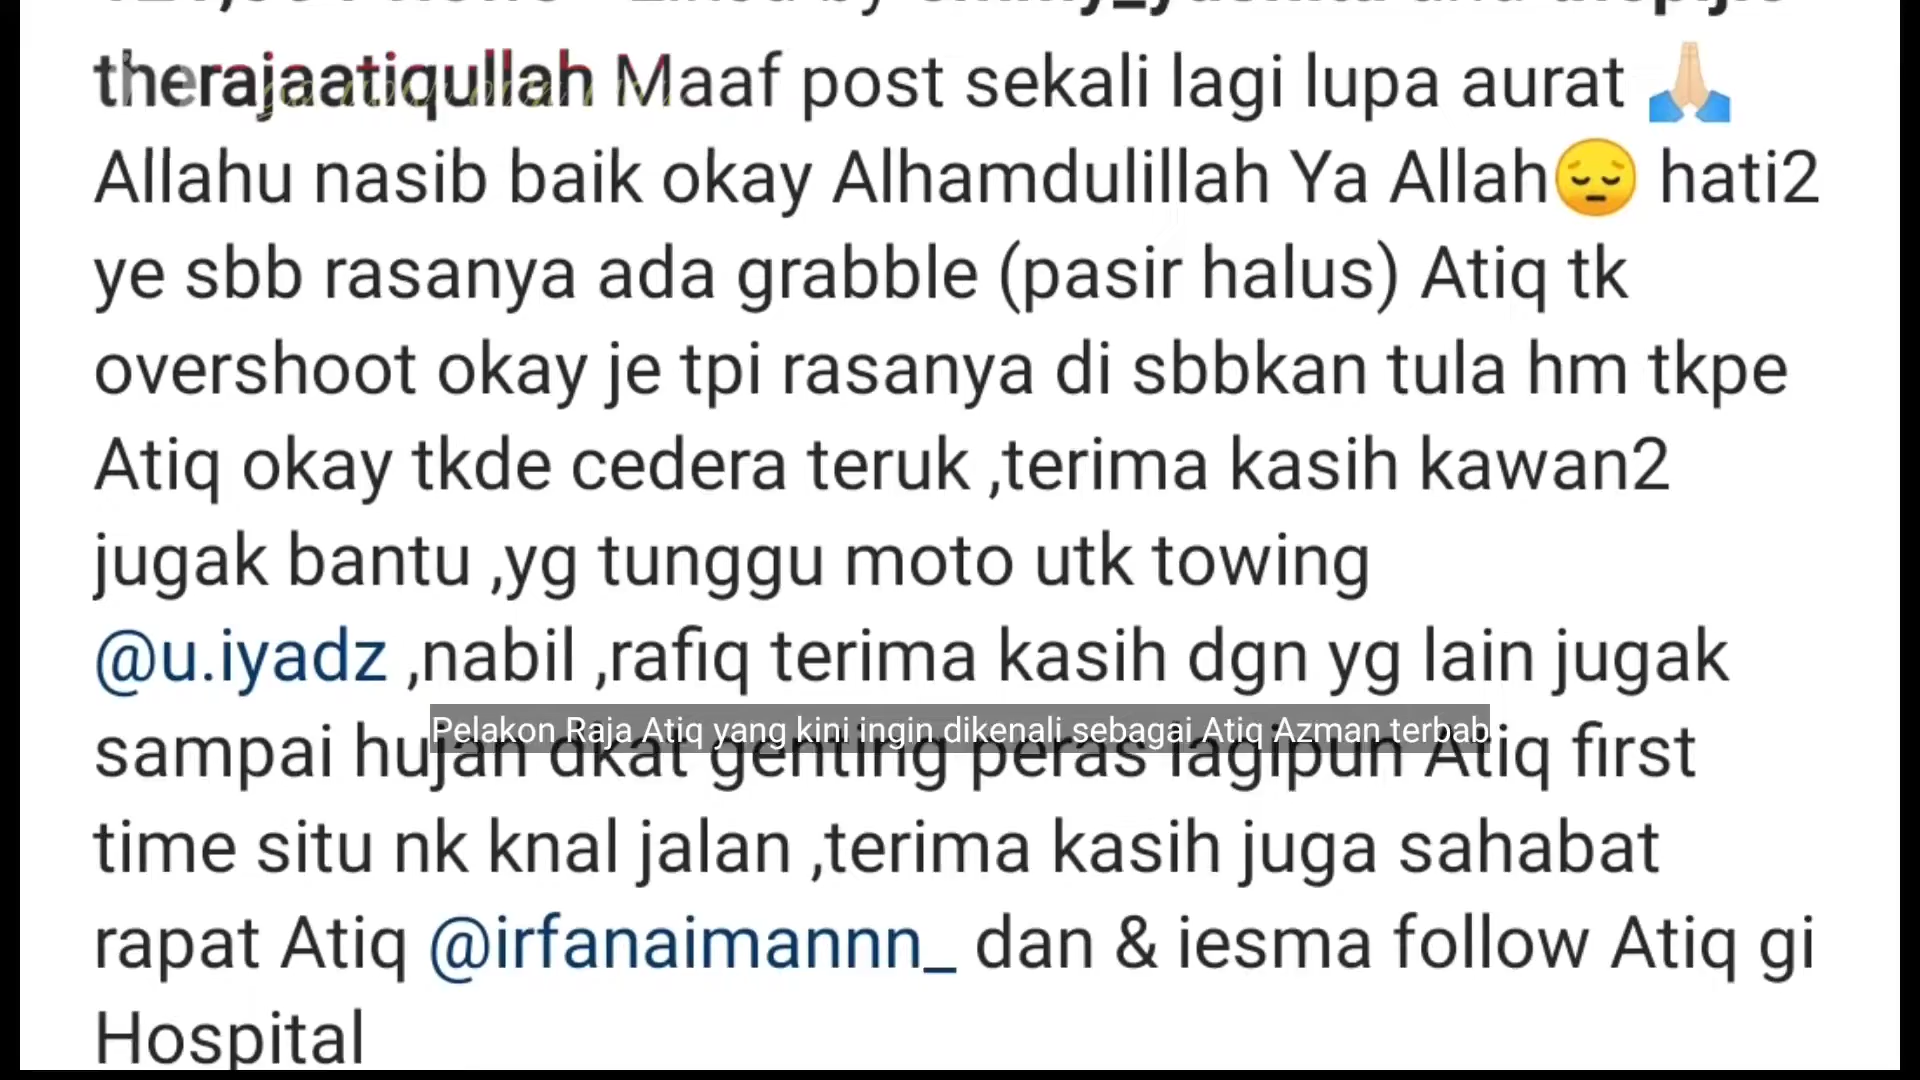 therajaatiqullah Maaf post sekali lagi lupa aurat 🙏🏻
Allahu nasib baik okay Alhamdulillah Ya Allah😔 hati2
ye sbb rasanya ada grabble (pasir halus) Atiq tk
overshoot okay je tpi rasanya di sbbkan tula hm tkpe
Atiq okay tkde cedera teruk ,terima kasih kawan2
jugak bantu ,yg tunggu moto utk towing
@u.iyadz ,nabil ,rafiq terima kasih dgn yg lain jugak
Pelakon Raja Atiq yang kini ingin dikenali sebagai Atiq Azman terbab
sampai hujan dkat genting peras lagipun Atiq first
time situ nk knal jalan ,terima kasih juga sahabat
rapat Atiq @irfanaimannn_ dan & iesma follow Atiq gi
Hospital